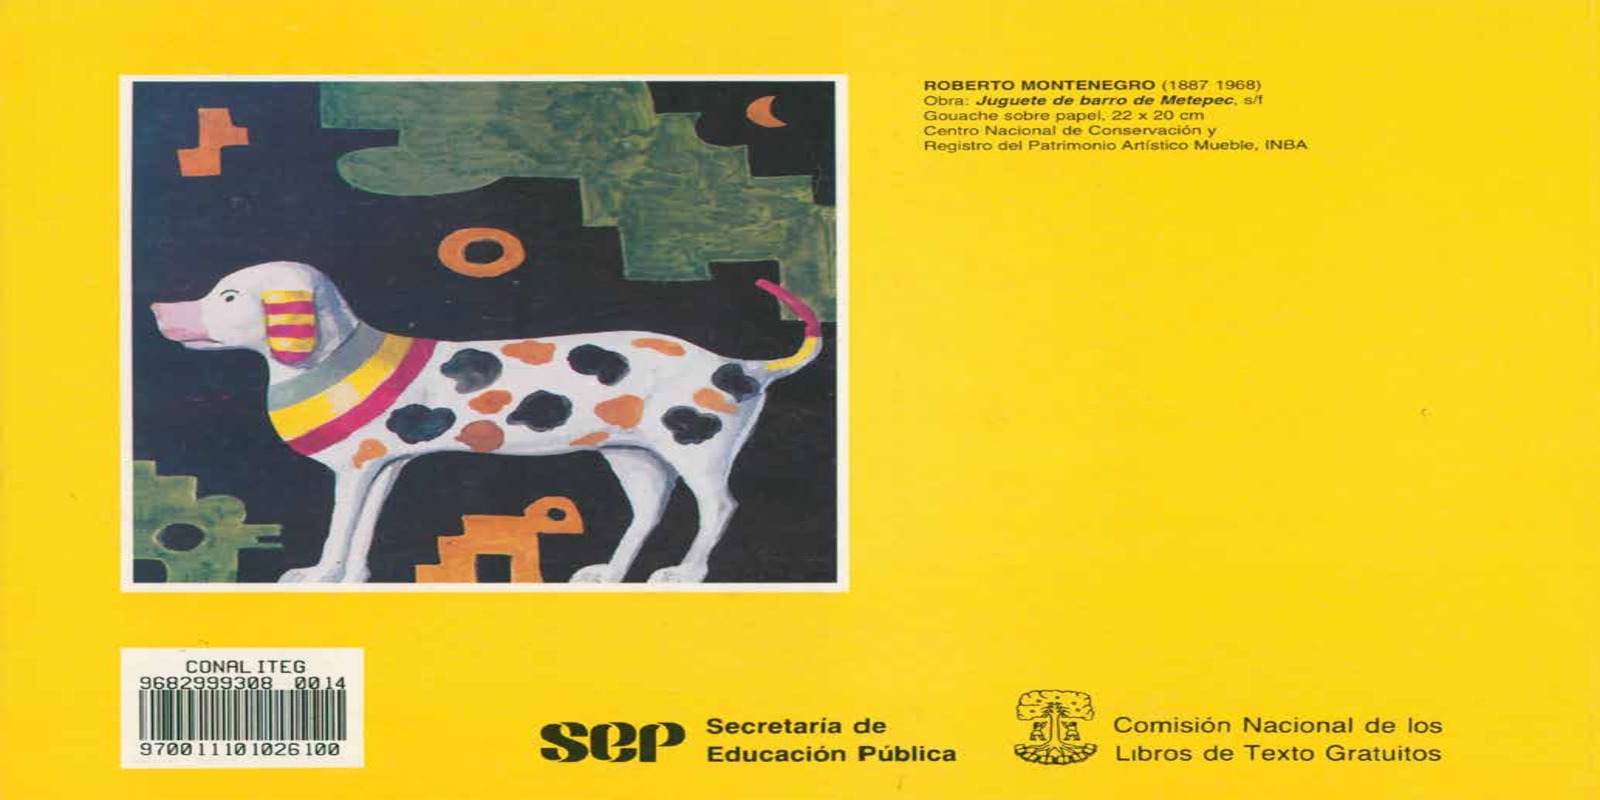 ROBERTO MONTENEGRO (1887 1968)
Obra: Juguete de barro de Metepec, s/f
Gouache sobre papel, 22 x 20 cm
Centro Nacional de Conservación y
Registro del Patrimonio Artístico Mueble, INBA
CONALITEG
9682999308 0014
970011101026100
SEP
Secretaría de
Educación Pública
Comisión Nacional de los
Libros de Texto Gratuitos